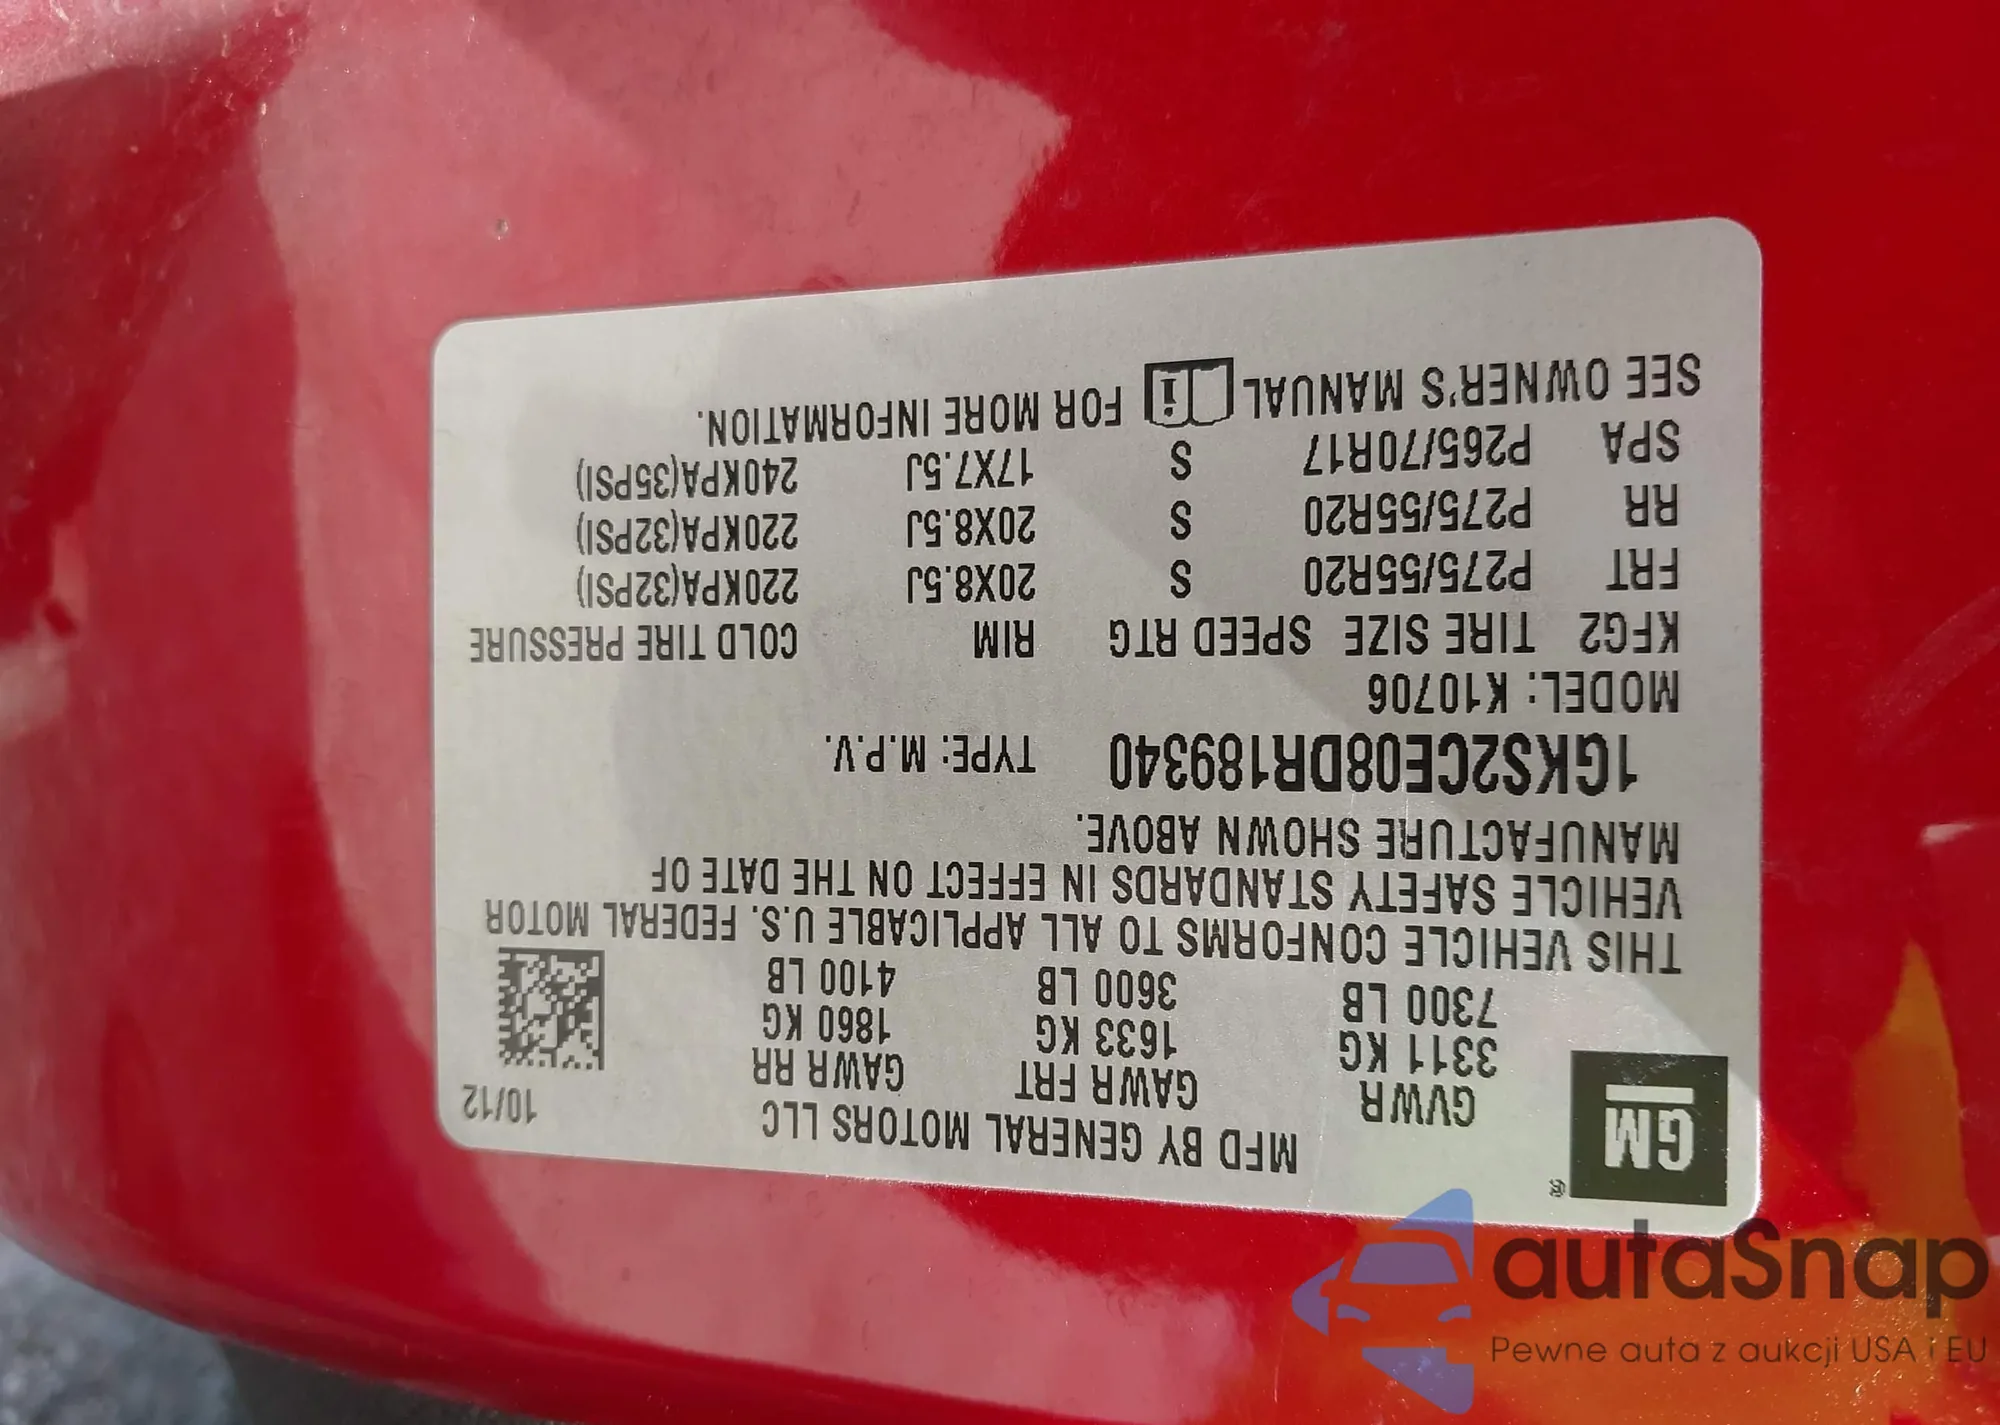 GM
MFD BY GENERAL MOTORS LLC 10/12
GVWR GAWR FRT GAWR RR
3311 KG 1633 KG 1860 KG
7300 LB 3600 LB 4100 LB
THIS VEHICLE CONFORMS TO ALL APPLICABLE U.S. FEDERAL MOTOR
VEHICLE SAFETY STANDARDS IN EFFECT ON THE DATE OF
MANUFACTURE SHOWN ABOVE.
1GKS2CE08DR189340 TYPE: M.P.V.
MODEL: K10706
KFG2 TIRE SIZE SPEED RTG RIM COLD TIRE PRESSURE
FRT P275/55R20 S 20X8.5J 220KPA(32PSI)
RR P275/55R20 S 20X8.5J 220KPA(32PSI)
SPA P265/70R17 S 17X7.5J 240KPA(35PSI)
SEE OWNER'S MANUAL i FOR MORE INFORMATION.
autaSnap
Pewne auta z aukcji USA i EU